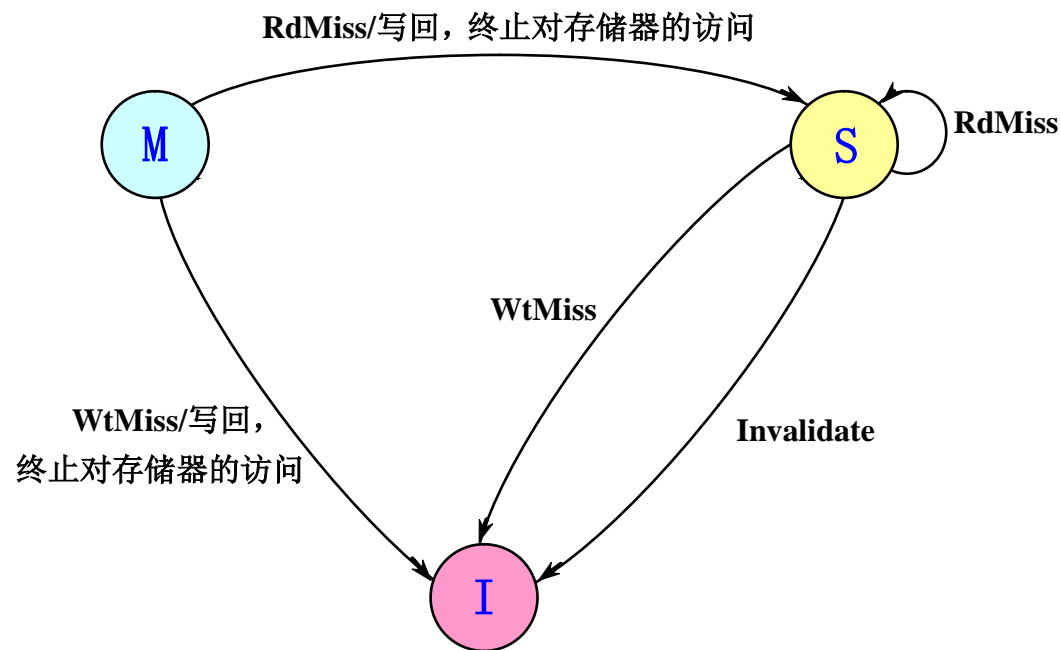 RdMiss/写回，终止对存储器的访问
M
S
RdMiss
WtMiss
WtMiss/写回，
终止对存储器的访问
Invalidate
I